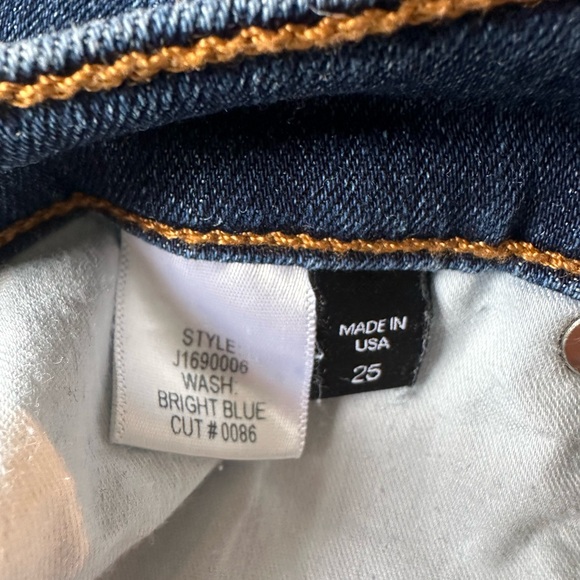 STYLE
J1690006
WASH:
BRIGHT BLUE
CUT # 0086
MADE IN
USA
25